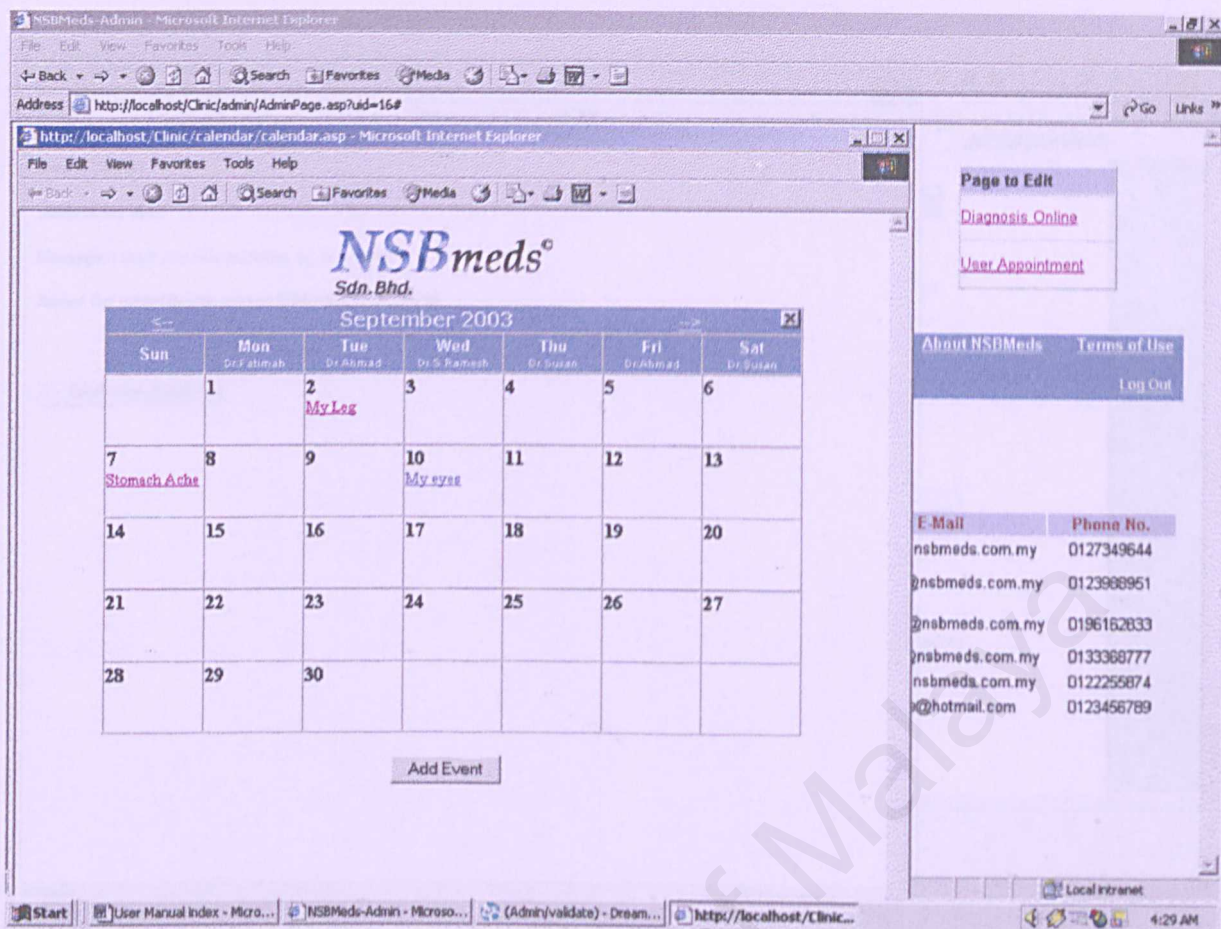 NSBMeds-Admin - Microsoft Internet Explorer
File Edit View Favorites Tools Help
Back Search Favorites Media
Address http://localhost/Clinic/admin/AdminPage.asp?uid=16# Go Links »
http://localhost/Clinic/calendar/calendar.asp - Microsoft Internet Explorer
File Edit View Favorites Tools Help
Back Search Favorites Media
Page to Edit
Diagnosis Online
User Appointment
NSBmeds©
Sdn.Bhd.
<-- September 2003 -->
Sun Mon Tue Wed Thu Fri Sat
Dr.Fatimah Dr.Ahmad Dr.S.Ramesh Dr.Susan Dr.Ahmad Dr.Susan
1 2 3 4 5 6
My Leg
7 8 9 10 11 12 13
Stomach Ache My eyes
14 15 16 17 18 19 20
21 22 23 24 25 26 27
28 29 30
Add Event
About NSBMeds Terms of Use
Log Out
E-Mail Phone No.
nsbmeds.com.my 0127349644
@nsbmeds.com.my 0123988951
@nsbmeds.com.my 0196162833
@nsbmeds.com.my 0133368777
nsbmeds.com.my 0122255874
@hotmail.com 0123456789
Local intranet
Start User Manual Index - Micro... NSBMeds-Admin - Microso... (Admin/validate) - Dream... http://localhost/Clinic... 4:29 AM
of Malaya